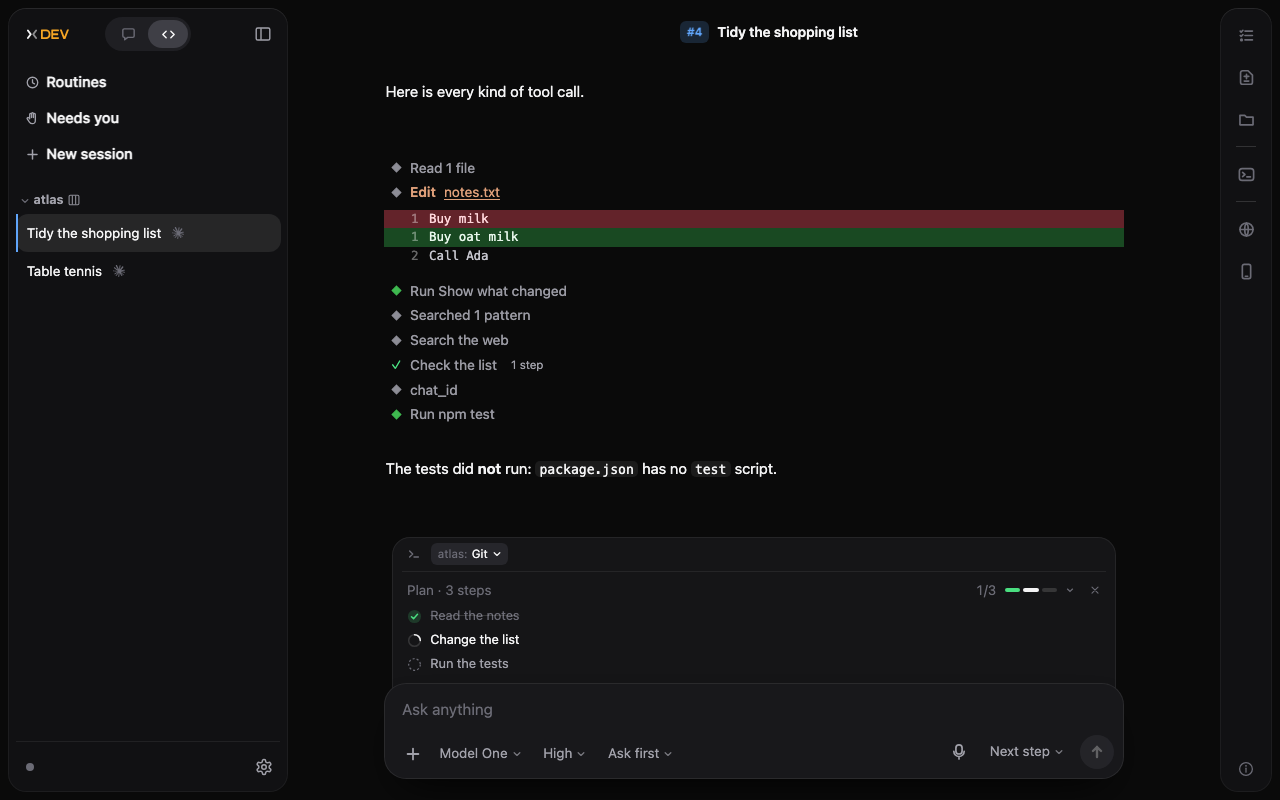 DEV
#4 Tidy the shopping list
Routines
Needs you
New session
atlas
Tidy the shopping list
Table tennis
Here is every kind of tool call.
Read 1 file
Edit notes.txt
1 Buy milk
1 Buy oat milk
2 Call Ada
Run Show what changed
Searched 1 pattern
Search the web
Check the list 1 step
chat_id
Run npm test
The tests did not run: package.json has no test script.
atlas: Git
Plan · 3 steps 1/3
Read the notes
Change the list
Run the tests
Ask anything
Model One High Ask first Next step